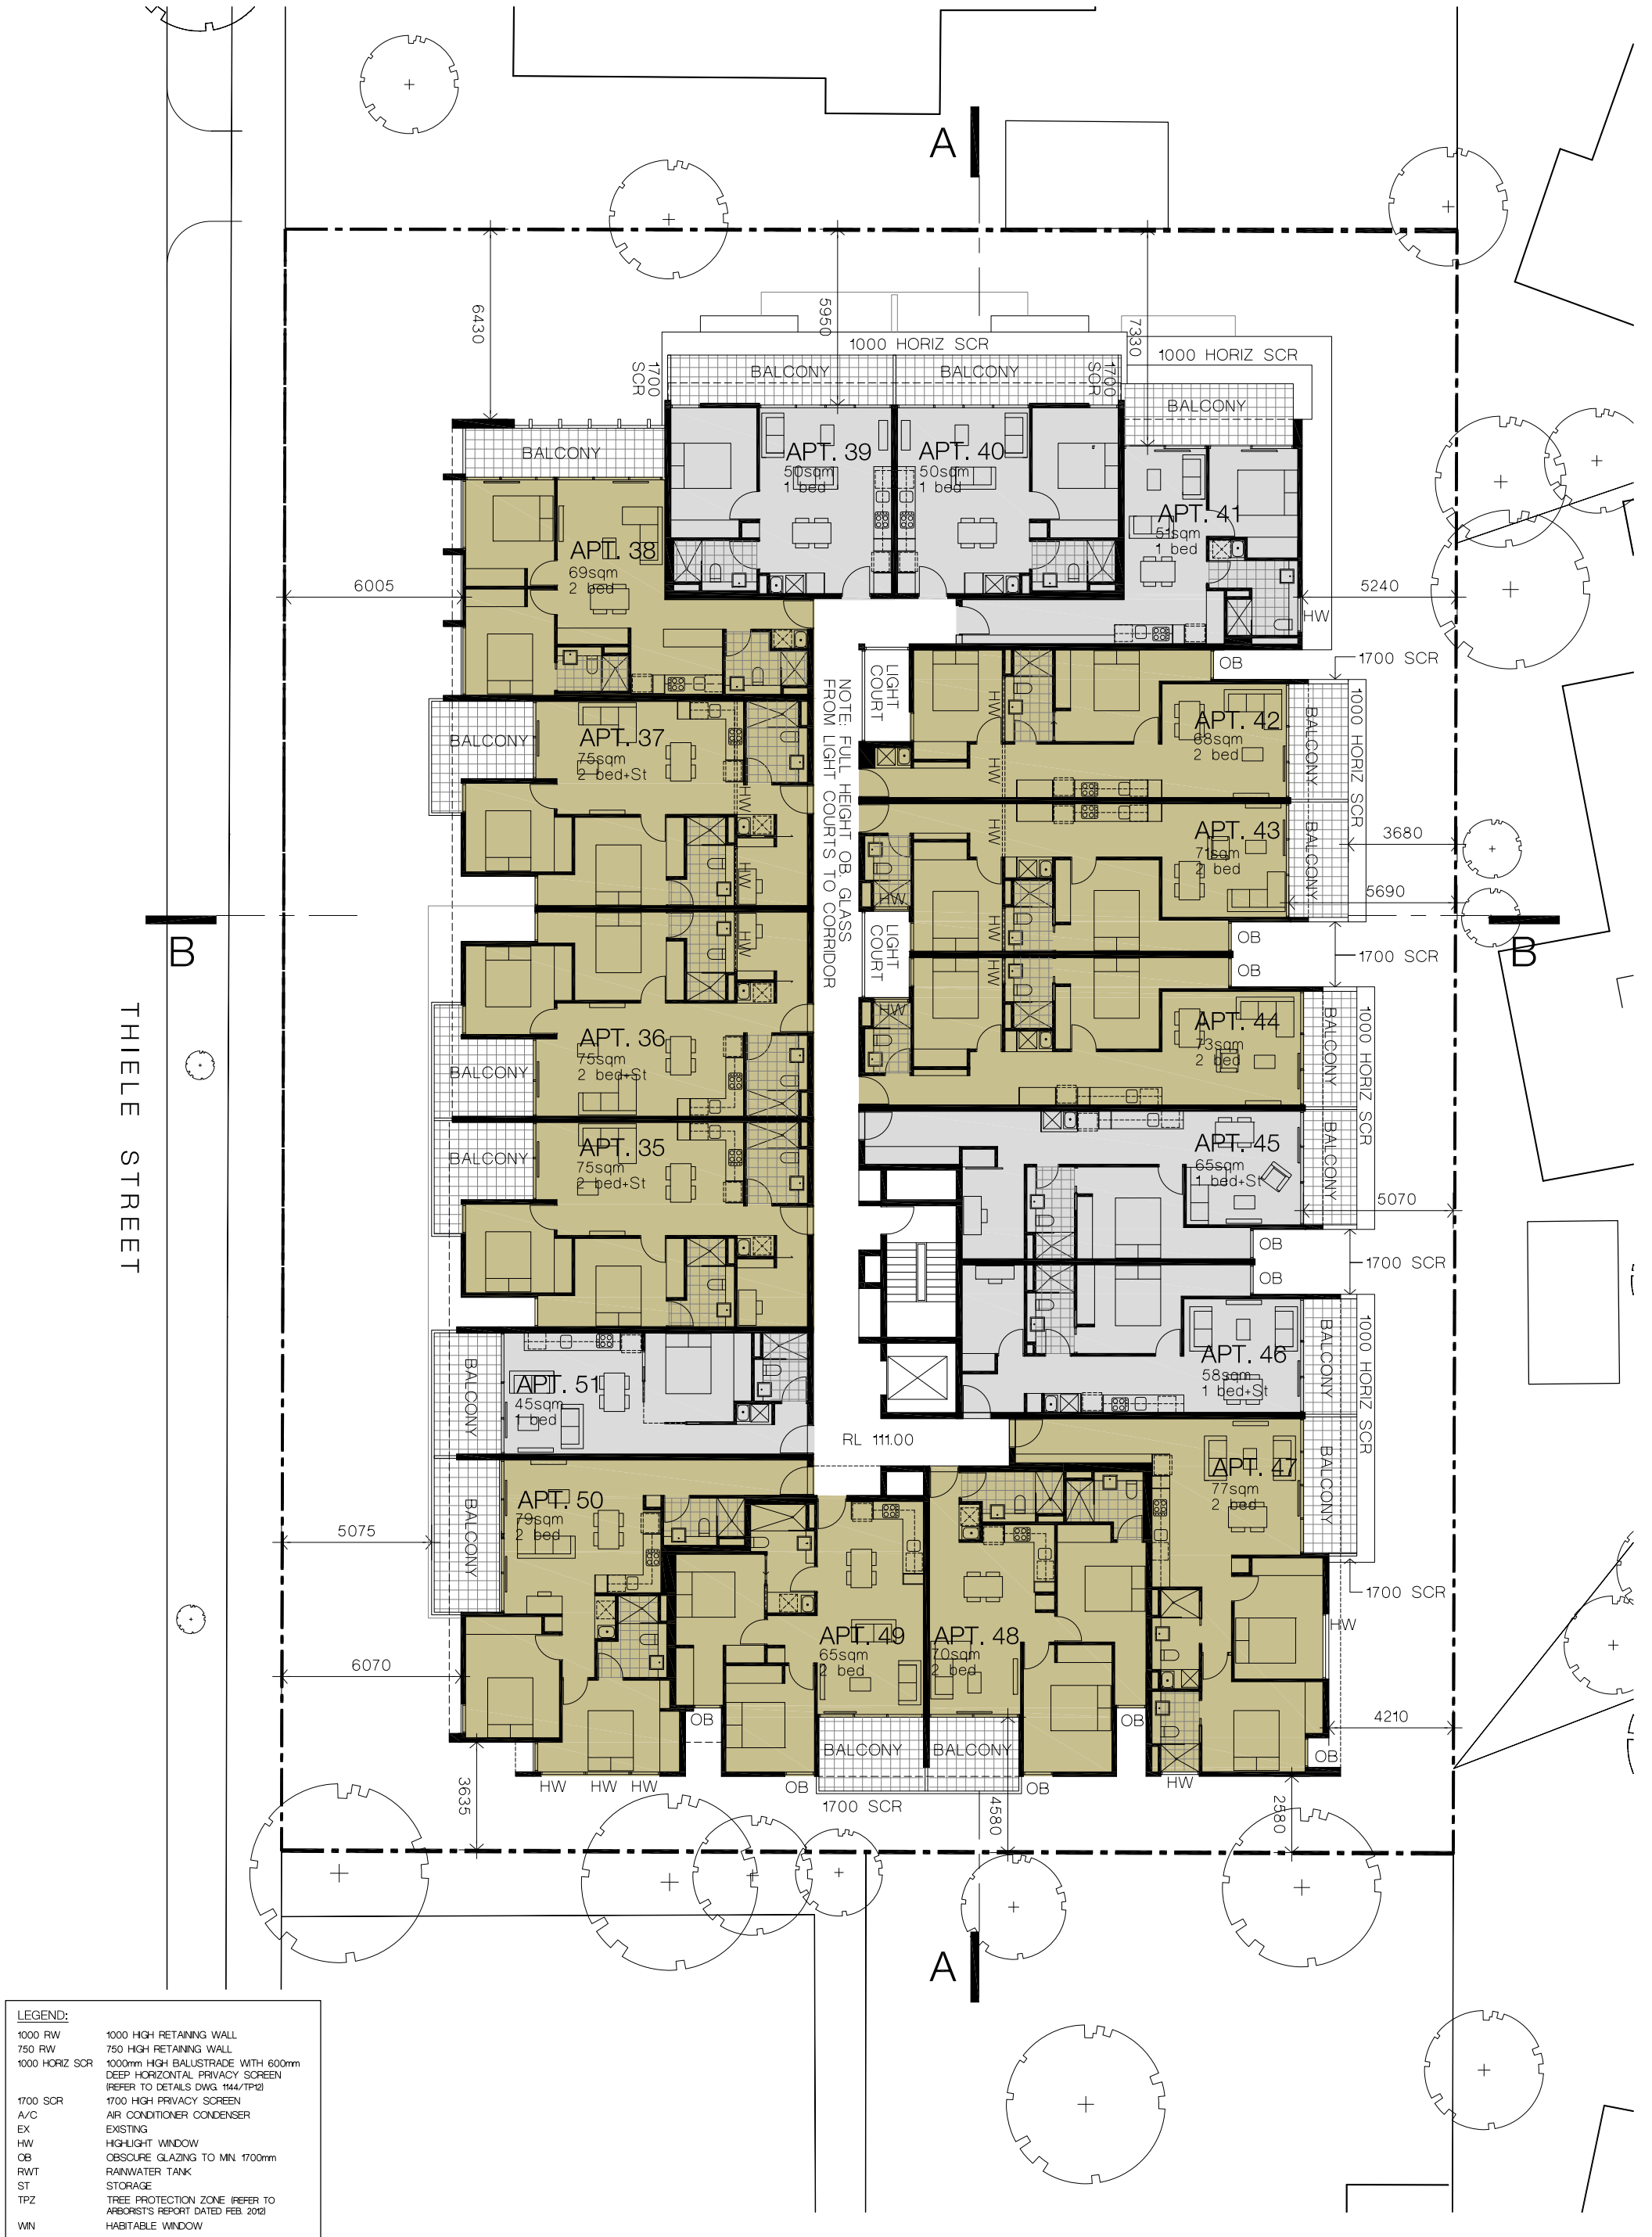 A
6430
5950
7330
1000 HORIZ SCR
1000 HORIZ SCR
1700 SCR
1700 SCR
BALCONY
BALCONY
BALCONY
BALCONY
APT. 39
50sqm
1 bed
APT. 40
50sqm
1 bed
APT. 41
51sqm
1 bed
APT. 38
69sqm
2 bed
6005
5240
HW
OB
1700 SCR
LIGHT COURT
NOTE: FULL HEIGHT OB. GLASS
FROM LIGHT COURTS TO CORRIDOR
BALCONY
APT. 37
75sqm
2 bed+St
HW
HW
HW
HW
APT. 42
68sqm
2 bed
BALCONY
1000 HORIZ SCR
APT. 43
71sqm
2 bed
HW
HW
HW
BALCONY
3680
5690
OB
B
B
LIGHT COURT
HW
OB
1700 SCR
HW
HW
APT. 36
75sqm
2 bed+St
BALCONY
APT. 44
73sqm
2 bed
BALCONY
1000 HORIZ SCR
THIELE STREET
BALCONY
APT. 35
75sqm
2 bed+St
APT. 45
65sqm
1 bed+St
BALCONY
5070
OB
OB
1700 SCR
BALCONY
APT. 51
45sqm
1 bed
APT. 46
58sqm
1 bed+St
BALCONY
1000 HORIZ SCR
RL 111.00
BALCONY
APT. 50
79sqm
2 bed
APT. 47
77sqm
2 bed
BALCONY
5075
1700 SCR
HW
APT. 49
65sqm
2 bed
APT. 48
70sqm
2 bed
6070
OB
OB
4210
BALCONY
BALCONY
OB
HW
HW
HW
OB
OB
HW
1700 SCR
3635
4580
2580
A
LEGEND:
1000 RW 1000 HIGH RETAINING WALL
750 RW 750 HIGH RETAINING WALL
1000 HORIZ SCR 1000mm HIGH BALUSTRADE WITH 600mm
DEEP HORIZONTAL PRIVACY SCREEN
(REFER TO DETAILS DWG. 1144/TP12)
1700 SCR 1700 HIGH PRIVACY SCREEN
A/C AIR CONDITIONER CONDENSER
EX EXISTING
HW HIGHLIGHT WINDOW
OB OBSCURE GLAZING TO MIN. 1700mm
RWT RAINWATER TANK
ST STORAGE
TPZ TREE PROTECTION ZONE (REFER TO
ARBORIST'S REPORT DATED FEB. 2012)
WIN HABITABLE WINDOW